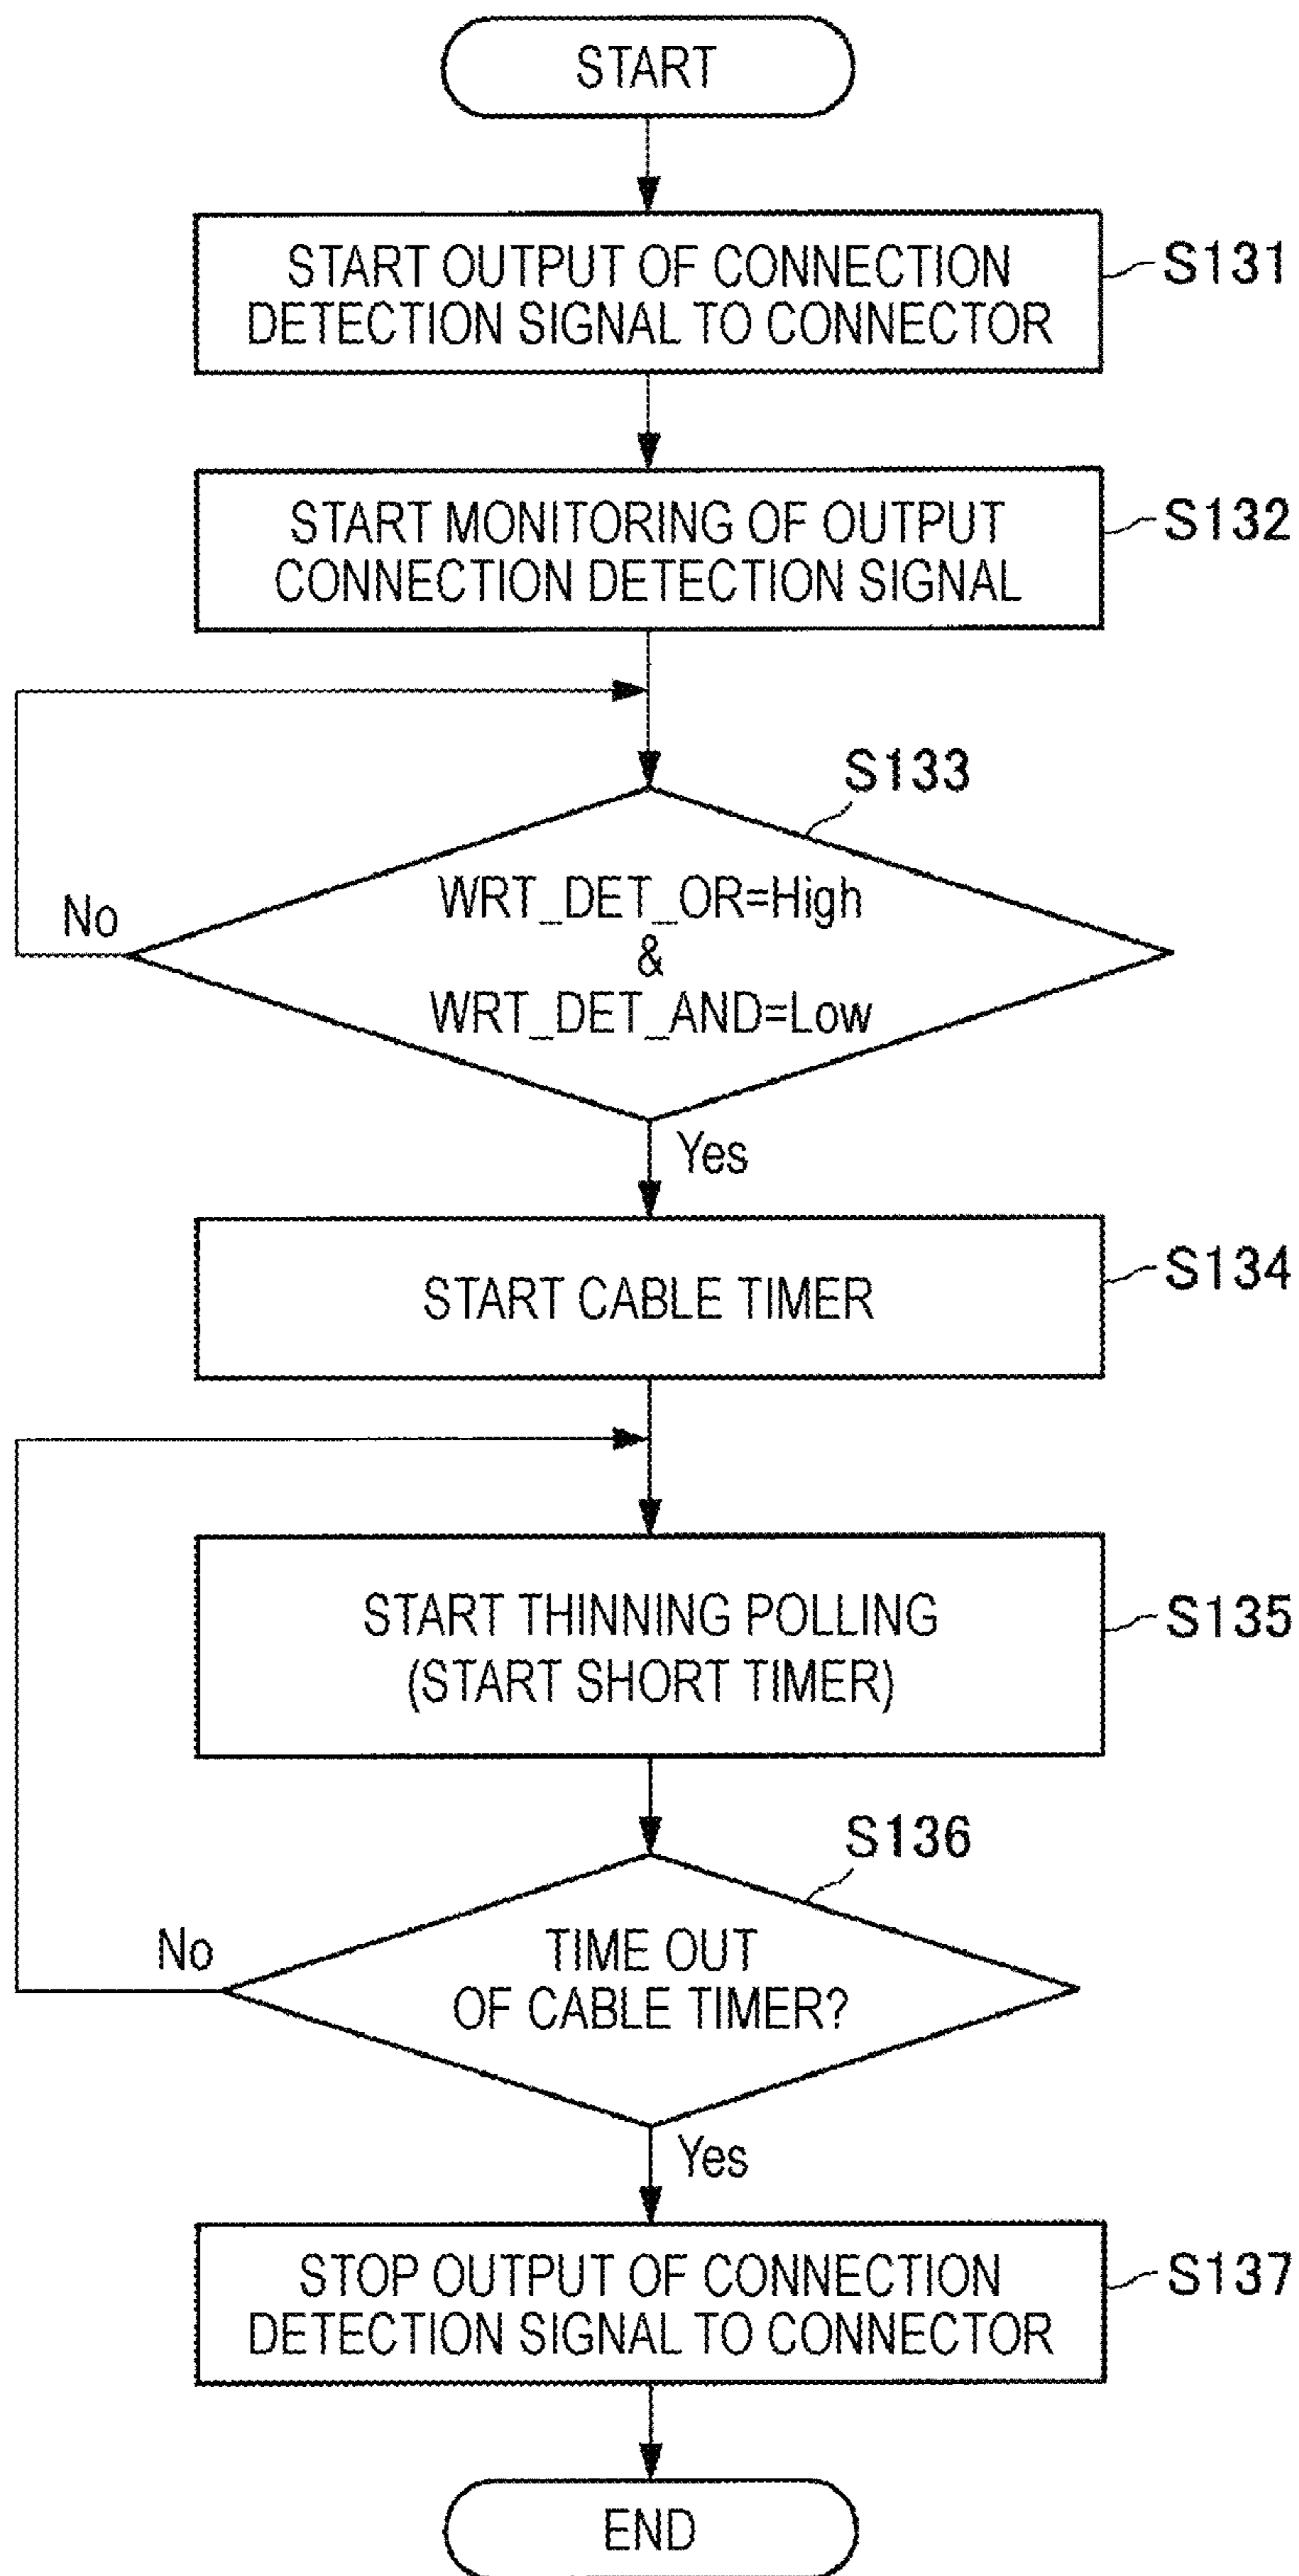 START
START OUTPUT OF CONNECTION
DETECTION SIGNAL TO CONNECTOR
S131
START MONITORING OF OUTPUT
CONNECTION DETECTION SIGNAL
S132
S133
No
WRT_DET_OR=High
&
WRT_DET_AND=Low
Yes
START CABLE TIMER
S134
START THINNING POLLING
(START SHORT TIMER)
S135
S136
No
TIME OUT
OF CABLE TIMER?
Yes
STOP OUTPUT OF CONNECTION
DETECTION SIGNAL TO CONNECTOR
S137
END